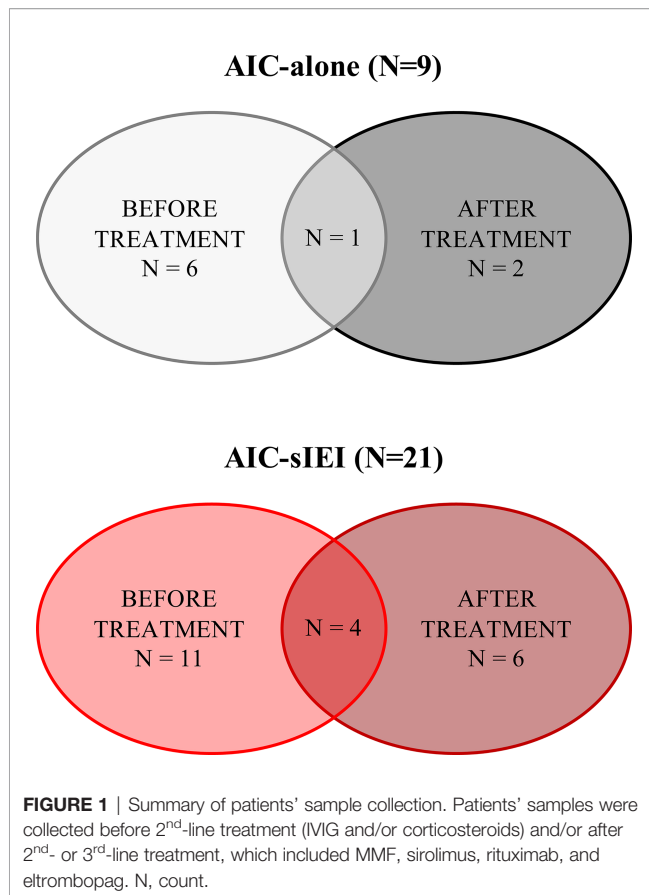 AIC-alone (N=9)
BEFORE
TREATMENT
N = 6
N = 1
AFTER
TREATMENT
N = 2
AIC-sIEI (N=21)
BEFORE
TREATMENT
N = 11
N = 4
AFTER
TREATMENT
N = 6
FIGURE 1 | Summary of patients' sample collection. Patients' samples were
collected before 2nd-line treatment (IVIG and/or corticosteroids) and/or after
2nd- or 3rd-line treatment, which included MMF, sirolimus, rituximab, and
eltrombopag. N, count.